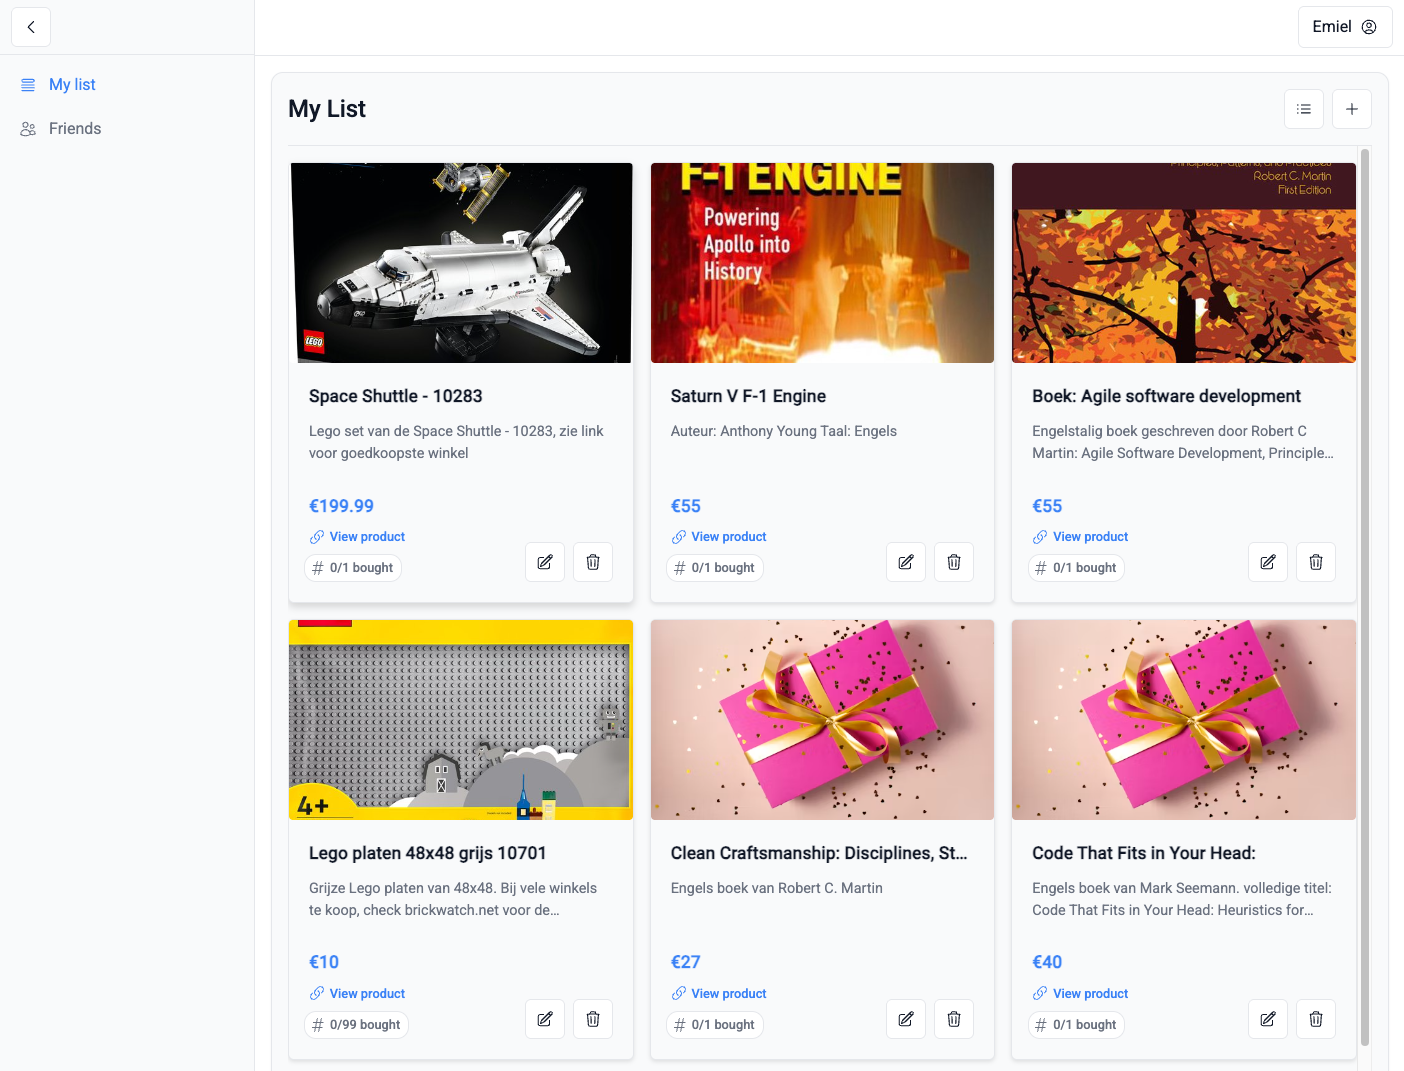 Emiel
My list
Friends
My List
Principles, Patterns, and Practices
Robert C. Martin
First Edition
F-1 ENGINE
Powering
Apollo into
History
USA
LEGO
Space Shuttle - 10283
Lego set van de Space Shuttle - 10283, zie link
voor goedkoopste winkel
€199.99
View product
0/1 bought
Saturn V F-1 Engine
Auteur: Anthony Young Taal: Engels
€55
View product
0/1 bought
Boek: Agile software development
Engelstalig boek geschreven door Robert C
Martin: Agile Software Development, Principle...
€55
View product
0/1 bought
4+
Lego platen 48x48 grijs 10701
Grijze Lego platen van 48x48. Bij vele winkels
te koop, check brickwatch.net voor de...
€10
View product
0/99 bought
Clean Craftsmanship: Disciplines, St...
Engels boek van Robert C. Martin
€27
View product
0/1 bought
Code That Fits in Your Head:
Engels boek van Mark Seemann. volledige titel:
Code That Fits in Your Head: Heuristics for...
€40
View product
0/1 bought